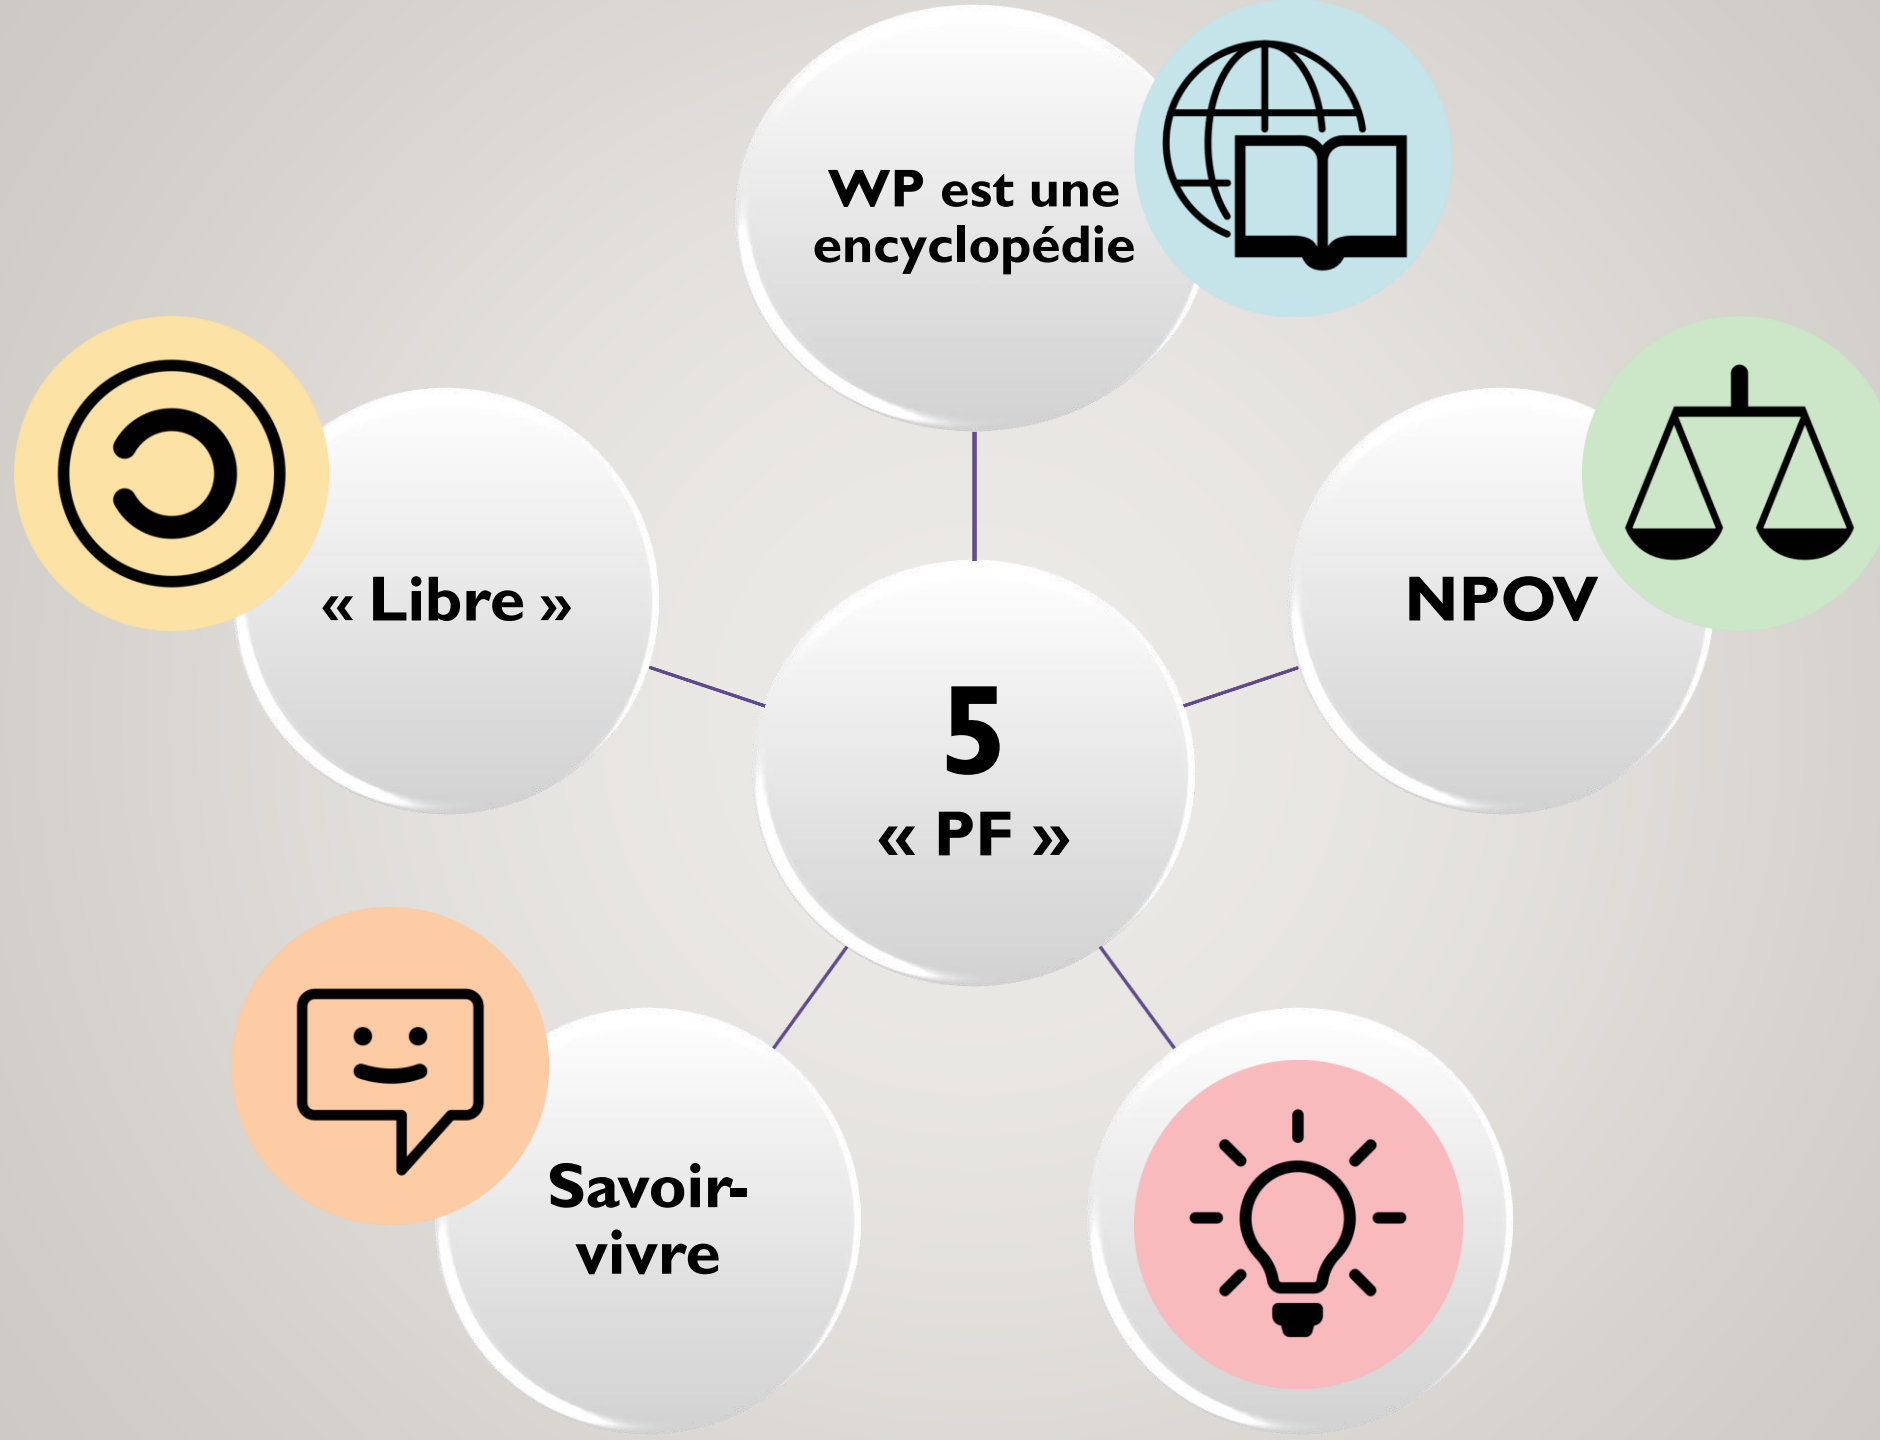 WP est une
encyclopédie
« Libre »
NPOV
5
« PF »
Savoir-
vivre